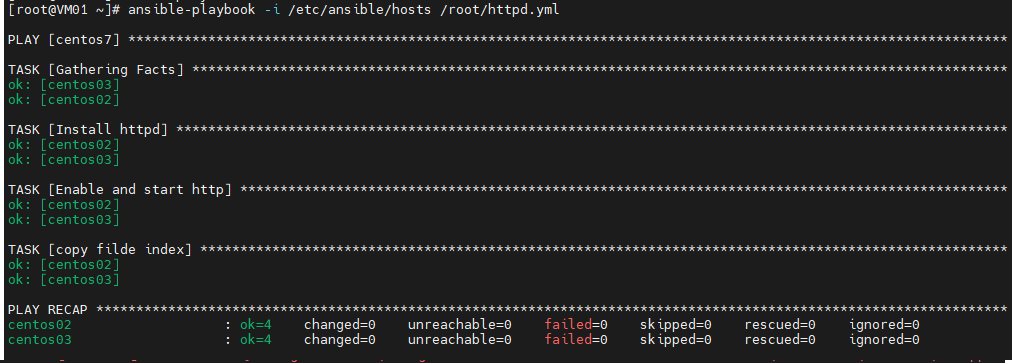 [root@VM01 ~]# ansible-playbook -i /etc/ansible/hosts /root/httpd.yml
PLAY [centos7] **************************************************************************************************************
TASK [Gathering Facts] ******************************************************************************************************
ok: [centos03]
ok: [centos02]
TASK [Install httpd] ********************************************************************************************************
ok: [centos02]
ok: [centos03]
TASK [Enable and start http] ************************************************************************************************
ok: [centos02]
ok: [centos03]
TASK [copy filde index] *****************************************************************************************************
ok: [centos02]
ok: [centos03]
PLAY RECAP ******************************************************************************************************************
centos02 : ok=4 changed=0 unreachable=0 failed=0 skipped=0 rescued=0 ignored=0
centos03 : ok=4 changed=0 unreachable=0 failed=0 skipped=0 rescued=0 ignored=0